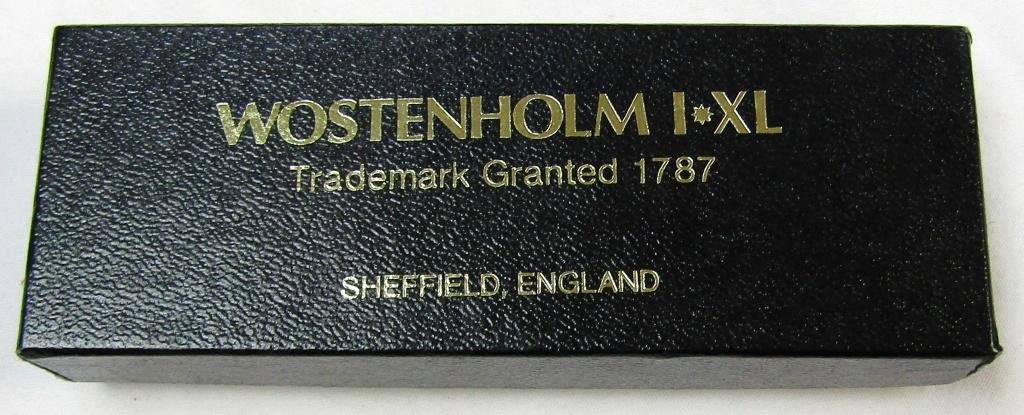 WOSTENHOLM I*XL
Trademark Granted 1787
SHEFFIELD, ENGLAND